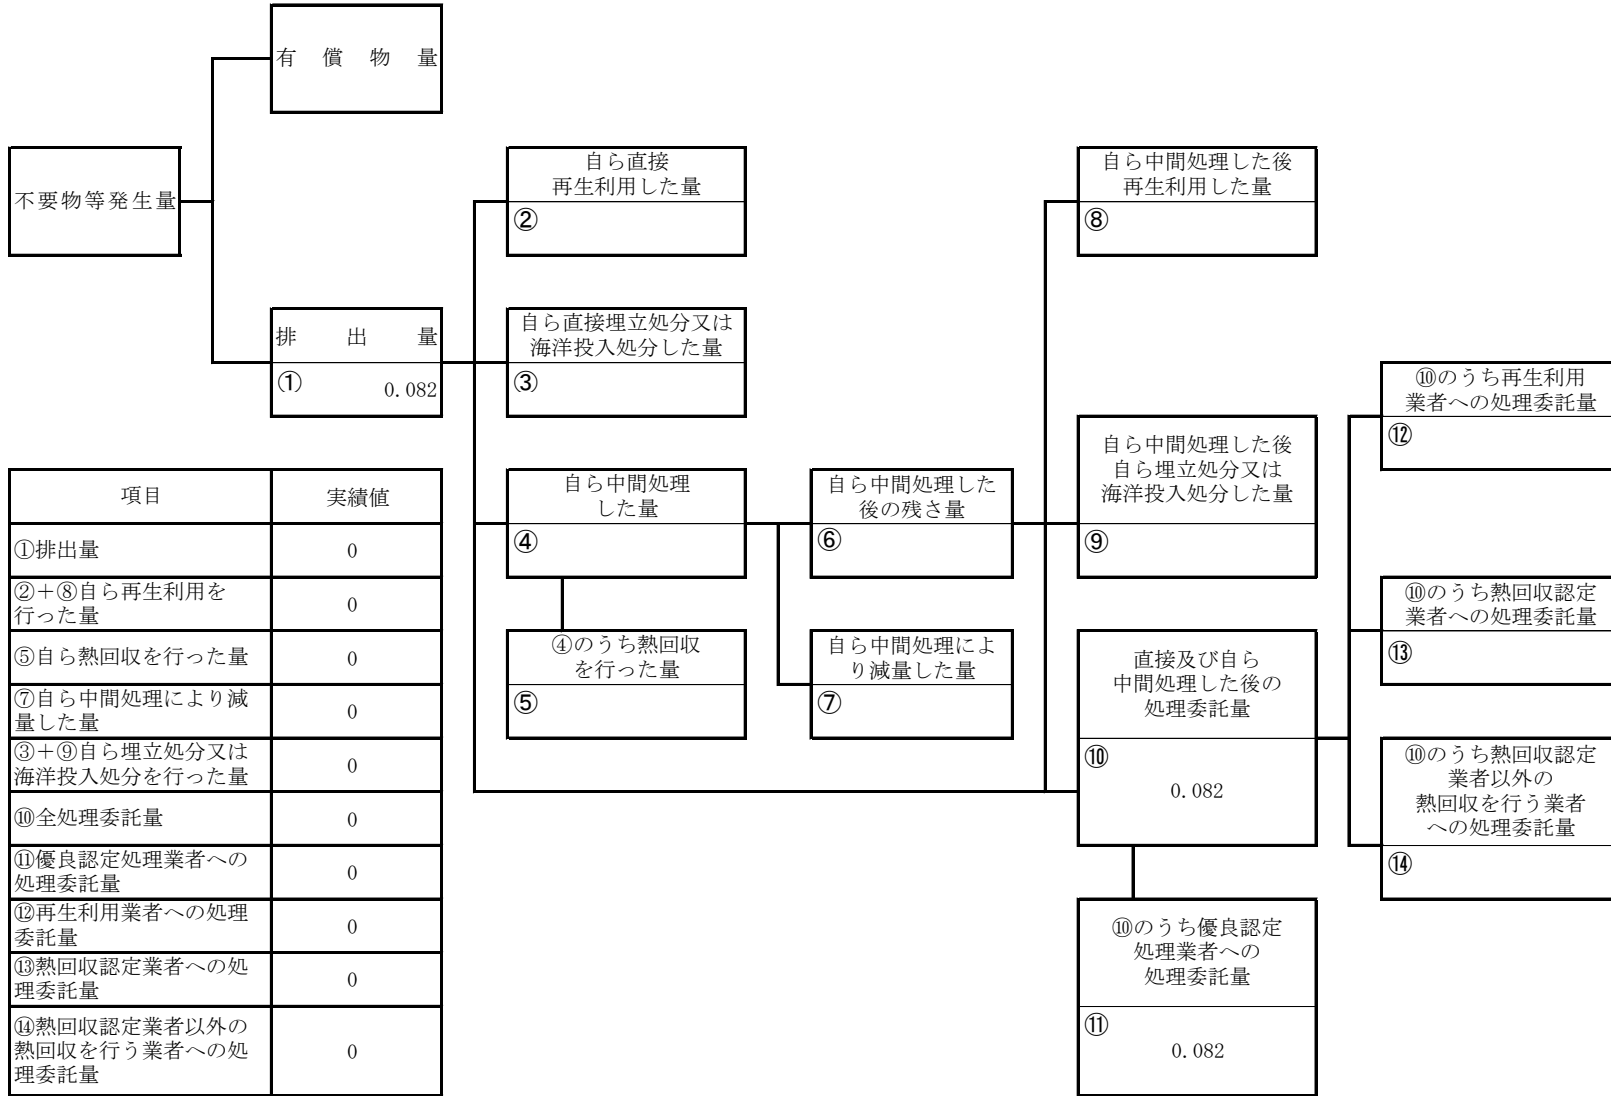 有償物量
不要物等発生量
排出量
①
0.082
自ら直接
再生利用した量
②
自ら直接埋立処分又は
海洋投入処分した量
③
自ら中間処理
した量
④
④のうち熱回収
を行った量
⑤
自ら中間処理した
後の残さ量
⑥
自ら中間処理によ
り減量した量
⑦
自ら中間処理した後
再生利用した量
⑧
自ら中間処理した後
自ら埋立処分又は
海洋投入処分した量
⑨
直接及び自ら
中間処理した後の
処理委託量
⑩
0.082
⑩のうち優良認定
処理業者への
処理委託量
⑪
0.082
⑩のうち再生利用
業者への処理委託量
⑫
⑩のうち熱回収認定
業者への処理委託量
⑬
⑩のうち熱回収認定
業者以外の
熱回収を行う業者
への処理委託量
⑭
項目 実績値
①排出量 0
②+⑧自ら再生利用を
行った量 0
⑤自ら熱回収を行った量 0
⑦自ら中間処理により減
量した量 0
③+⑨自ら埋立処分又は
海洋投入処分を行った量 0
⑩全処理委託量 0
⑪優良認定処理業者への
処理委託量 0
⑫再生利用業者への処理
委託量 0
⑬熱回収認定業者への処
理委託量 0
⑭熱回収認定業者以外の
熱回収を行う業者への処
理委託量 0